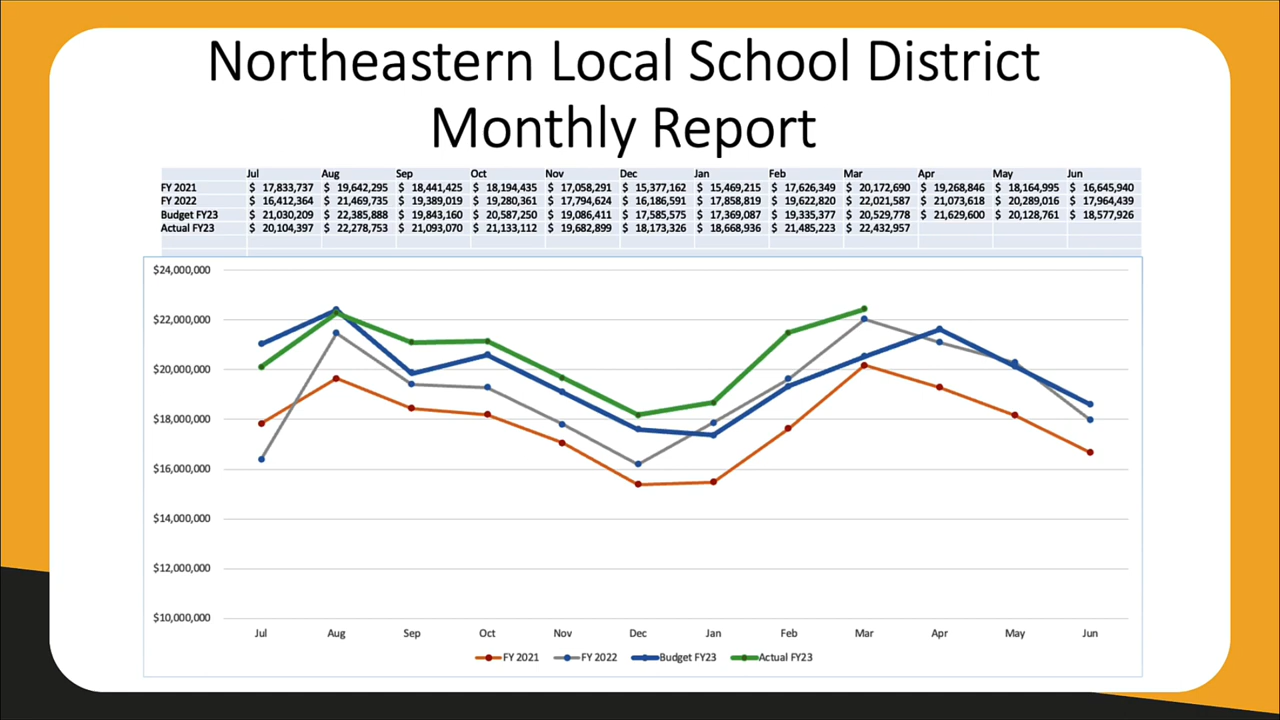 Northeastern Local School District
Monthly Report
Jul Aug Sep Oct Nov Dec Jan Feb Mar Apr May Jun
FY 2021 $ 17,833,737 $ 19,642,295 $ 18,441,425 $ 18,194,435 $ 17,058,291 $ 15,377,162 $ 15,469,215 $ 17,626,349 $ 20,172,690 $ 19,268,846 $ 18,164,995 $ 16,645,940
FY 2022 $ 16,412,364 $ 21,469,735 $ 19,389,019 $ 19,280,361 $ 17,794,624 $ 16,186,591 $ 17,858,819 $ 19,622,820 $ 22,021,587 $ 21,073,618 $ 20,289,016 $ 17,964,439
Budget FY23 $ 21,030,209 $ 22,385,888 $ 19,843,160 $ 20,587,250 $ 19,086,411 $ 17,585,575 $ 17,369,087 $ 19,335,377 $ 20,529,778 $ 21,629,600 $ 20,128,761 $ 18,577,926
Actual FY23 $ 20,104,397 $ 22,278,753 $ 21,093,070 $ 21,133,112 $ 19,682,899 $ 18,173,326 $ 18,668,936 $ 21,485,223 $ 22,432,957
$24,000,000
$22,000,000
$20,000,000
$18,000,000
$16,000,000
$14,000,000
$12,000,000
$10,000,000
Jul Aug Sep Oct Nov Dec Jan Feb Mar Apr May Jun
FY 2021 FY 2022 Budget FY23 Actual FY23